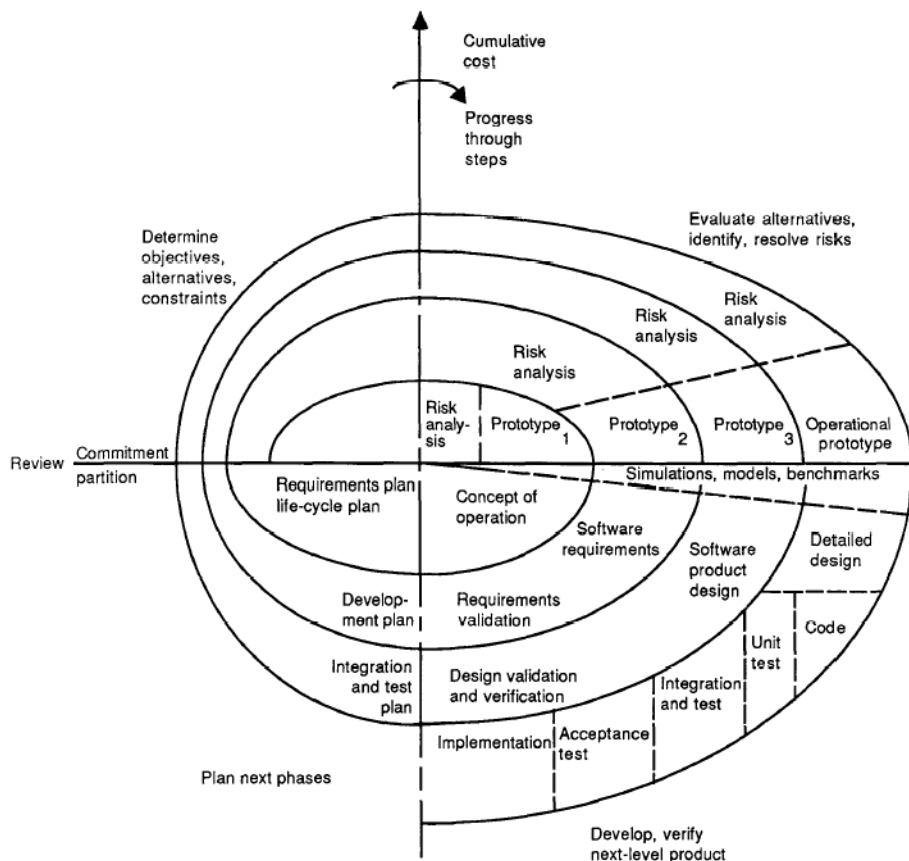 Cumulative
cost
Progress
through
steps
Determine
objectives,
alternatives,
constraints
Evaluate alternatives,
identify, resolve risks
Risk
analysis
Risk
analysis
Risk
analysis
Risk
analy-
sis
Prototype 1
Prototype 2
Prototype 3
Operational
prototype
Review
Commitment
partition
Simulations, models, benchmarks
Requirements plan
life-cycle plan
Concept of
operation
Software
requirements
Software
product
design
Detailed
design
Develop-
ment plan
Requirements
validation
Code
Unit
test
Integration
and test
plan
Design validation
and verification
Integration
and test
Acceptance
test
Implementation
Plan next phases
Develop, verify
next-level product